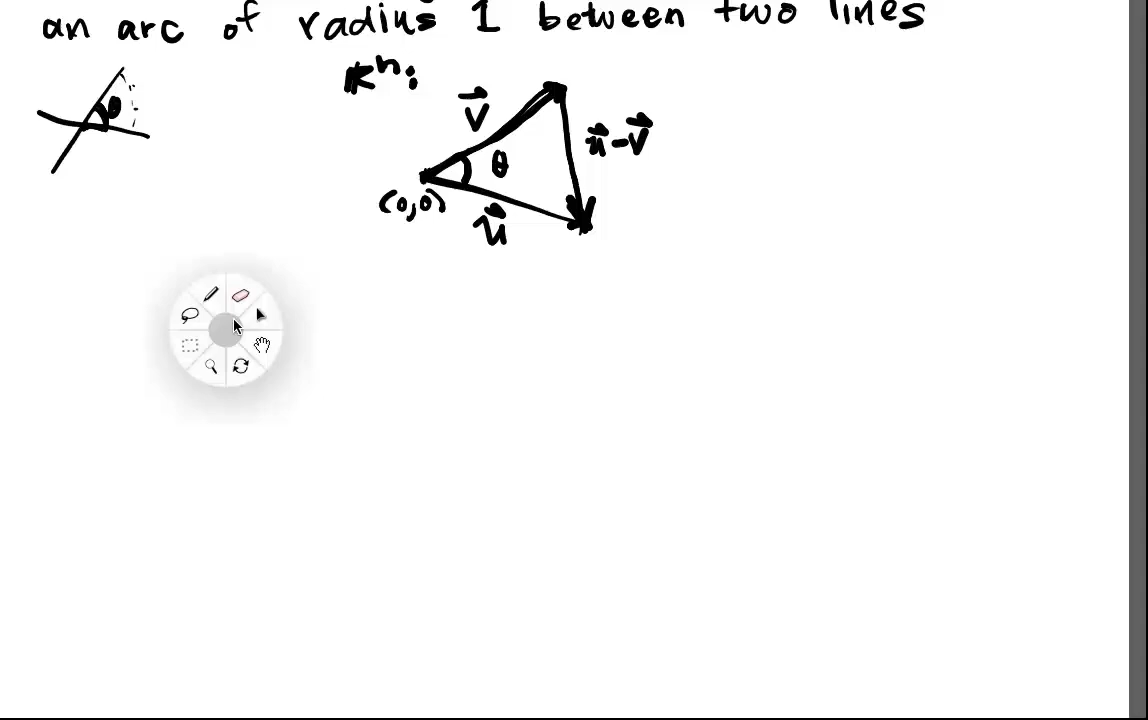 an arc of radius 1 between two lines
θ
ℝⁿ:
v⃗
u⃗-v⃗
θ
(0,0)
u⃗